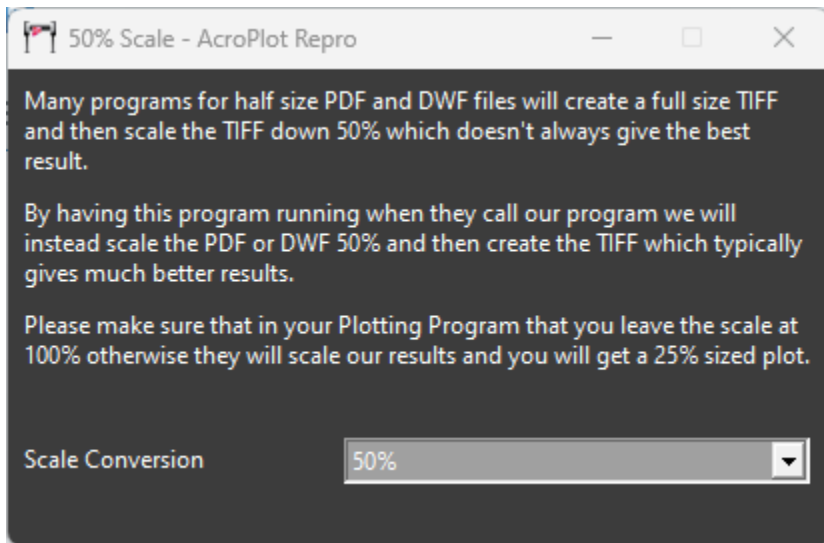 50% Scale - AcroPlot Repro
Many programs for half size PDF and DWF files will create a full size TIFF
and then scale the TIFF down 50% which doesn't always give the best
result.
By having this program running when they call our program we will
instead scale the PDF or DWF 50% and then create the TIFF which typically
gives much better results.
Please make sure that in your Plotting Program that you leave the scale at
100% otherwise they will scale our results and you will get a 25% sized plot.
Scale Conversion 50%